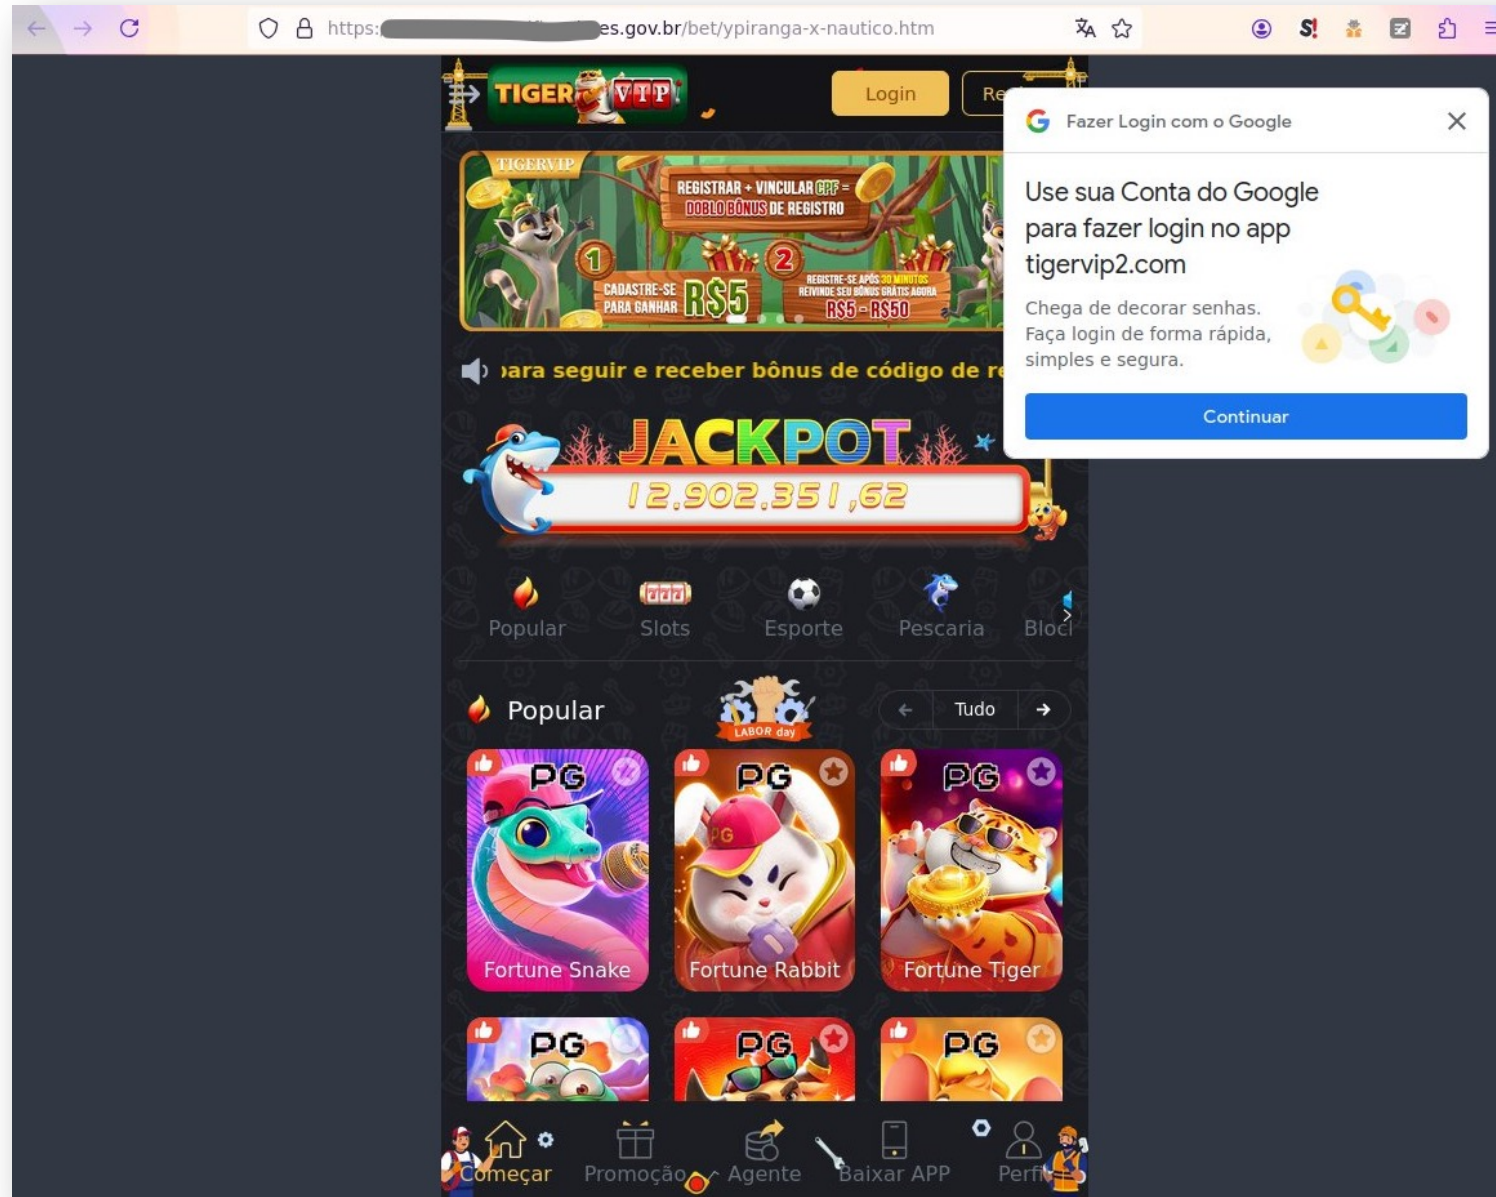 https:/ es.gov.br/bet/ypiranga-x-nautico.htm
S!
TIGER VIP!
Login
Re
Fazer Login com o Google
Use sua Conta do Google
para fazer login no app
tigervip2.com
Chega de decorar senhas.
Faça login de forma rápida,
simples e segura.
Continuar
TIGERVIP
REGISTRAR + VINCULAR CPF =
DOBLO BÔNUS DE REGISTRO
1
CADASTRE-SE
PARA GANHAR R$5
2
REGISTRE-SE APÓS 30 MINUTOS
REIVINDE SEU BÔNUS GRÁTIS AGORA
R$5 - R$50
para seguir e receber bônus de código de re
JACKPOT
12.902.351,62
777
Popular
Slots
Esporte
Pescaria
Bloc
Popular
LABOR day
Tudo
PG
Fortune Snake
PG
PG
Fortune Rabbit
PG
Fortune Tiger
PG
PG
PG
Começar
Promoção
Agente
Baixar APP
Perfil